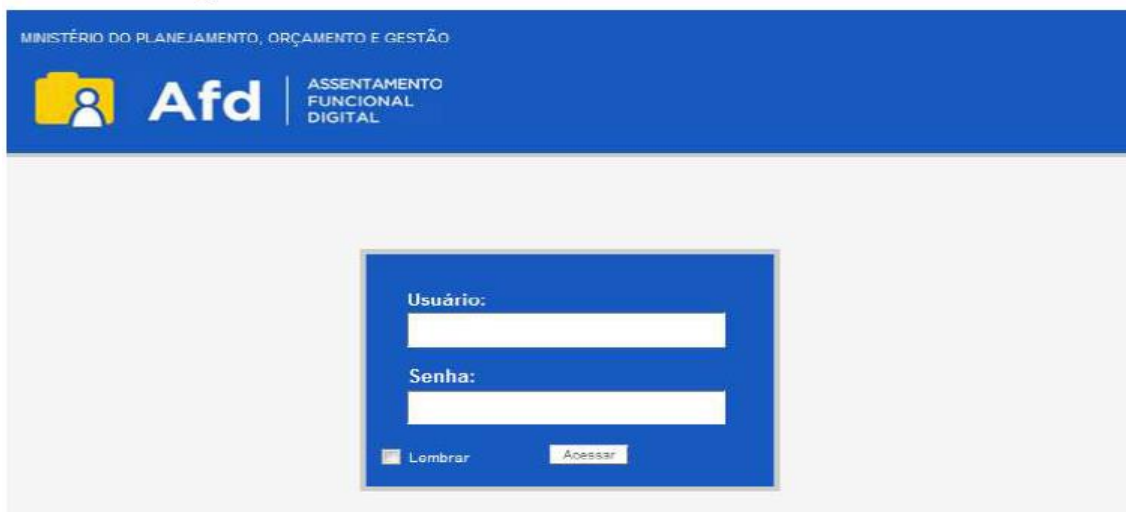 MINISTÉRIO DO PLANEJAMENTO, ORÇAMENTO E GESTÃO
Afd
ASSENTAMENTO
FUNCIONAL
DIGITAL
Usuário:
Senha:
Lembrar
Acessar